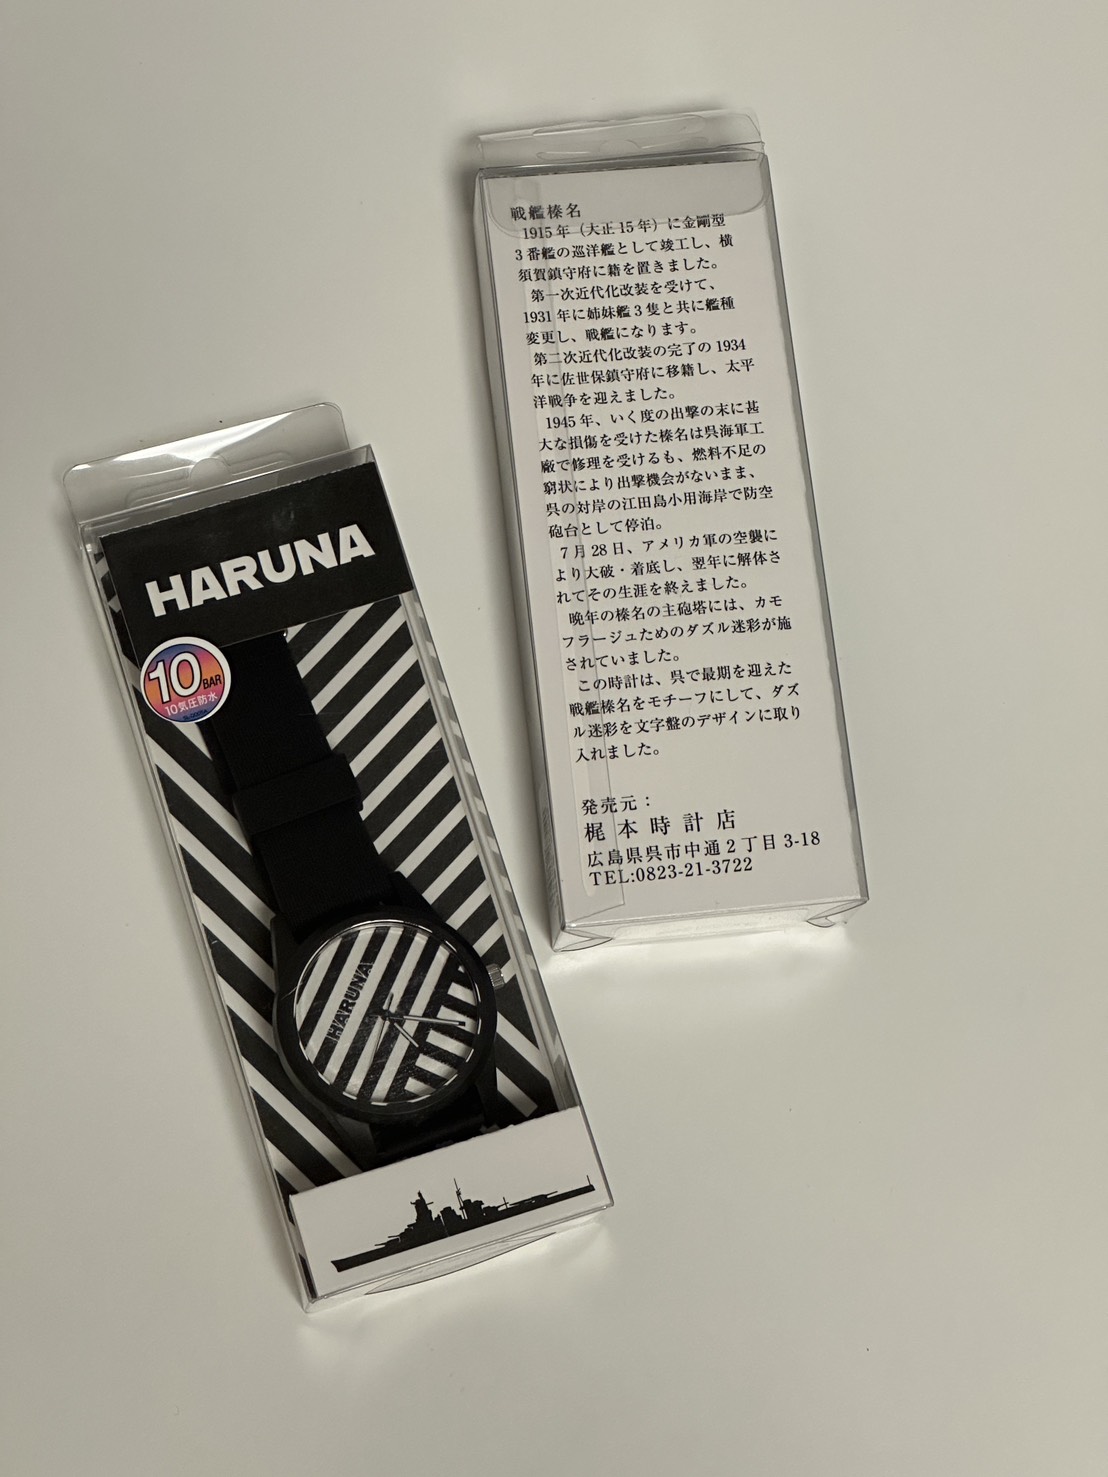 HARUNA
10 BAR
10気圧防水
HARUNA
戦艦榛名
1915年（大正15年）に金剛型
3番艦の巡洋艦として竣工し、横
須賀鎮守府に籍を置きました。
第一次近代化改装を受けて、
1931年に姉妹艦3隻と共に艦種
変更し、戦艦になります。
第二次近代化改装の完了の1934
年に佐世保鎮守府に移籍し、太平
洋戦争を迎えました。
1945年、いく度の出撃の末に甚
大な損傷を受けた榛名は呉海軍工
廠で修理を受けるも、燃料不足の
窮状により出撃機会がないまま、
呉の対岸の江田島小用海岸で防空
砲台として停泊。
7月28日、アメリカ軍の空襲に
より大破・着底し、翌年に解体さ
れてその生涯を終えました。
晩年の榛名の主砲塔には、カモ
フラージュためのダズル迷彩が施
されていました。
この時計は、呉で最期を迎えた
戦艦榛名をモチーフにして、ダズ
ル迷彩を文字盤のデザインに取り
入れました。
発売元：
梶本時計店
広島県呉市中通2丁目3-18
TEL:0823-21-3722